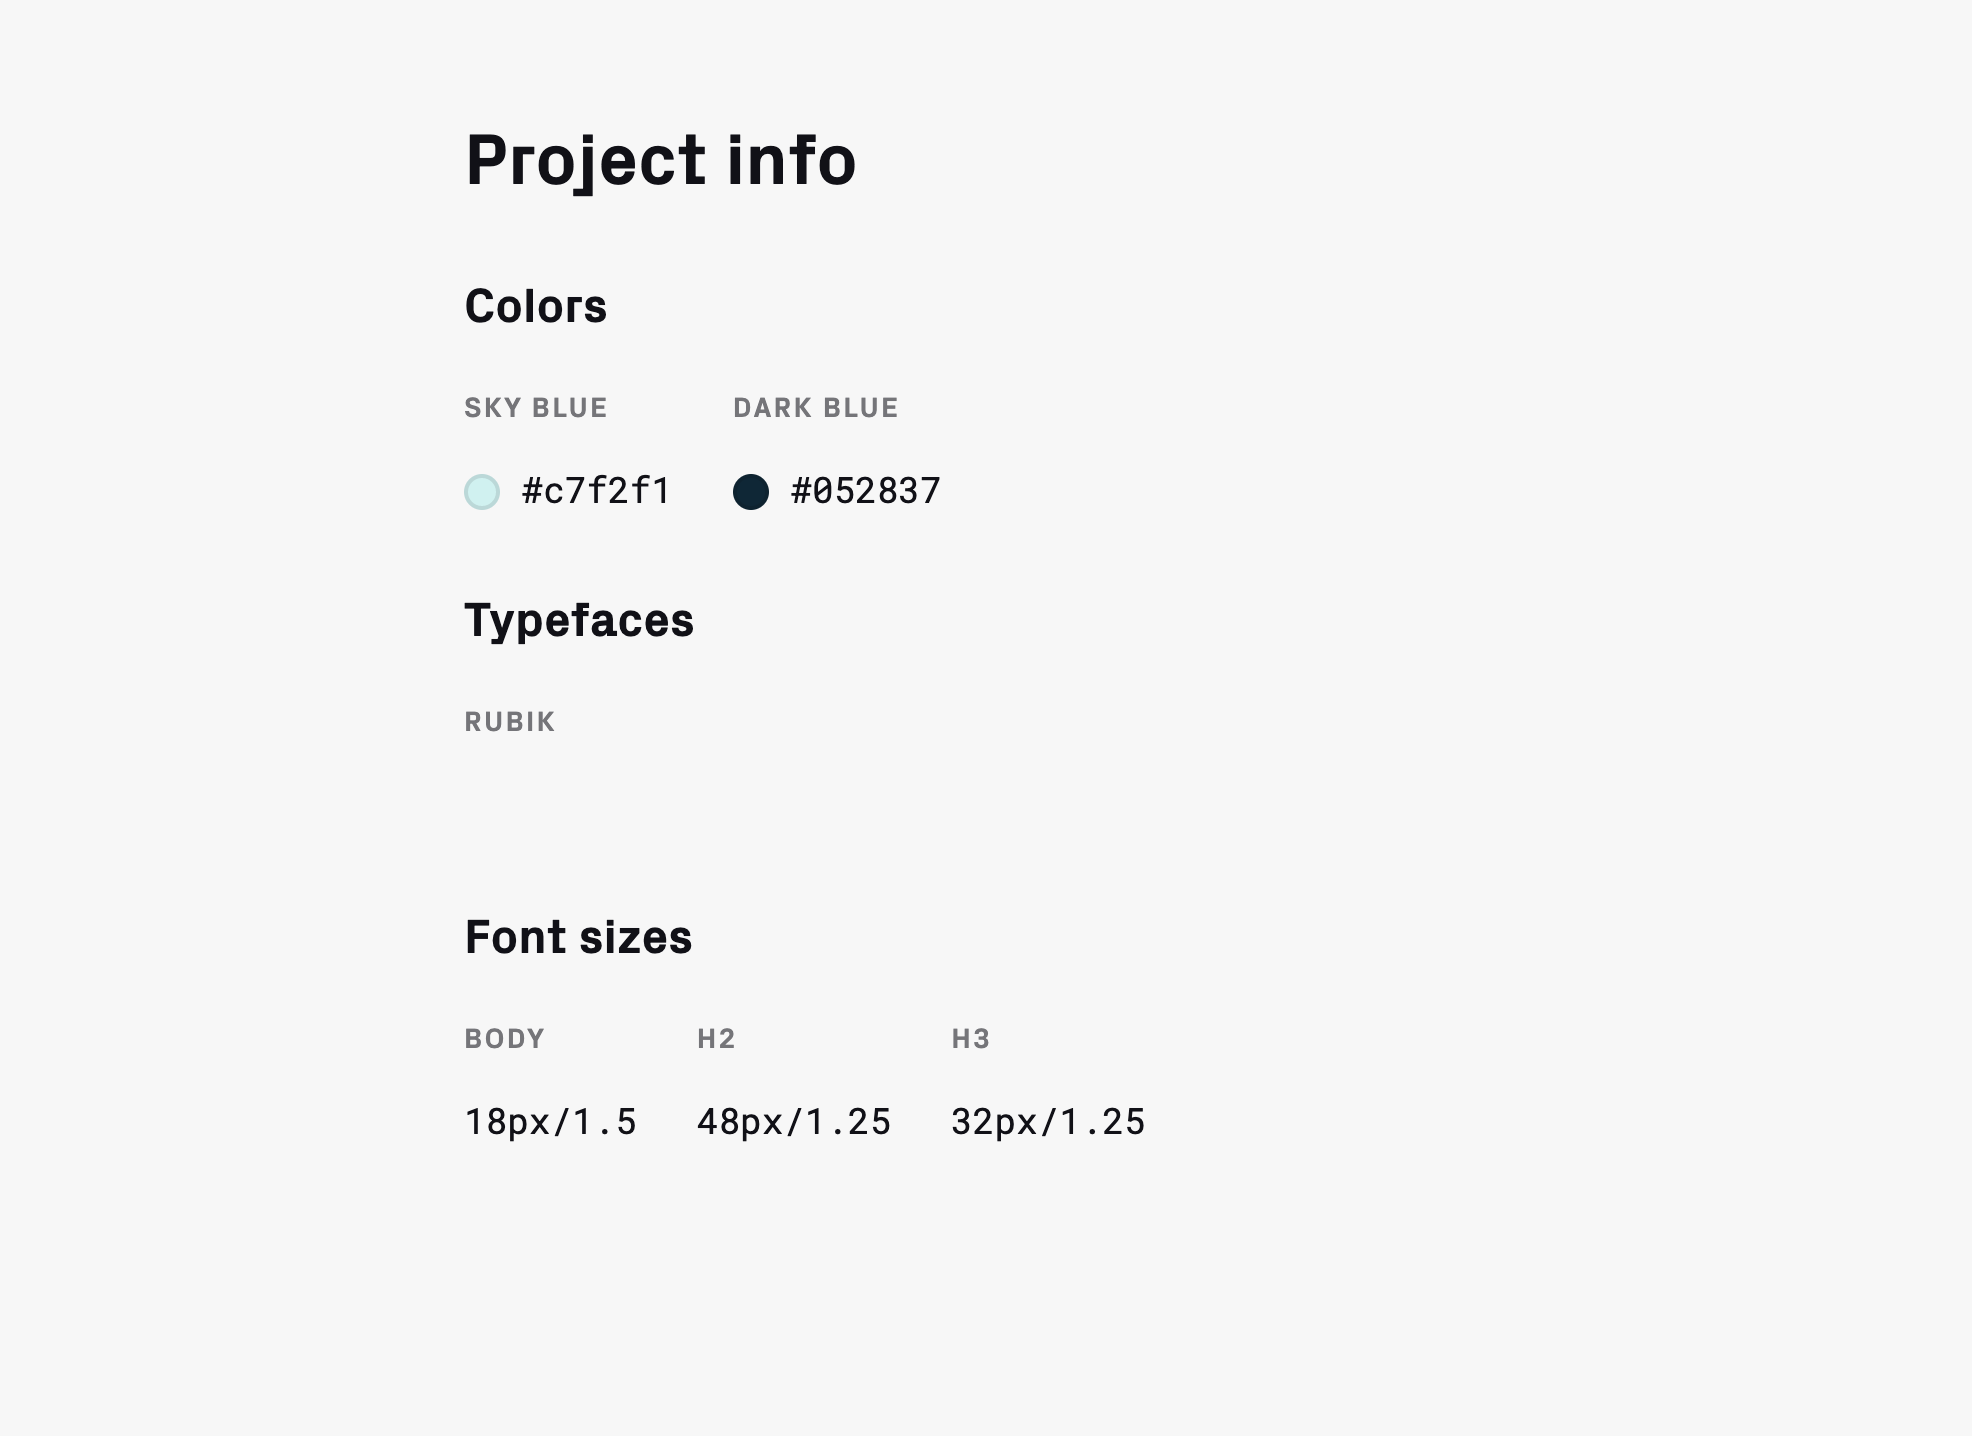 Project info
Colors
SKY BLUE DARK BLUE
#c7f2f1 #052837
Typefaces
RUBIK
Font sizes
BODY H2 H3
18px/1.5 48px/1.25 32px/1.25